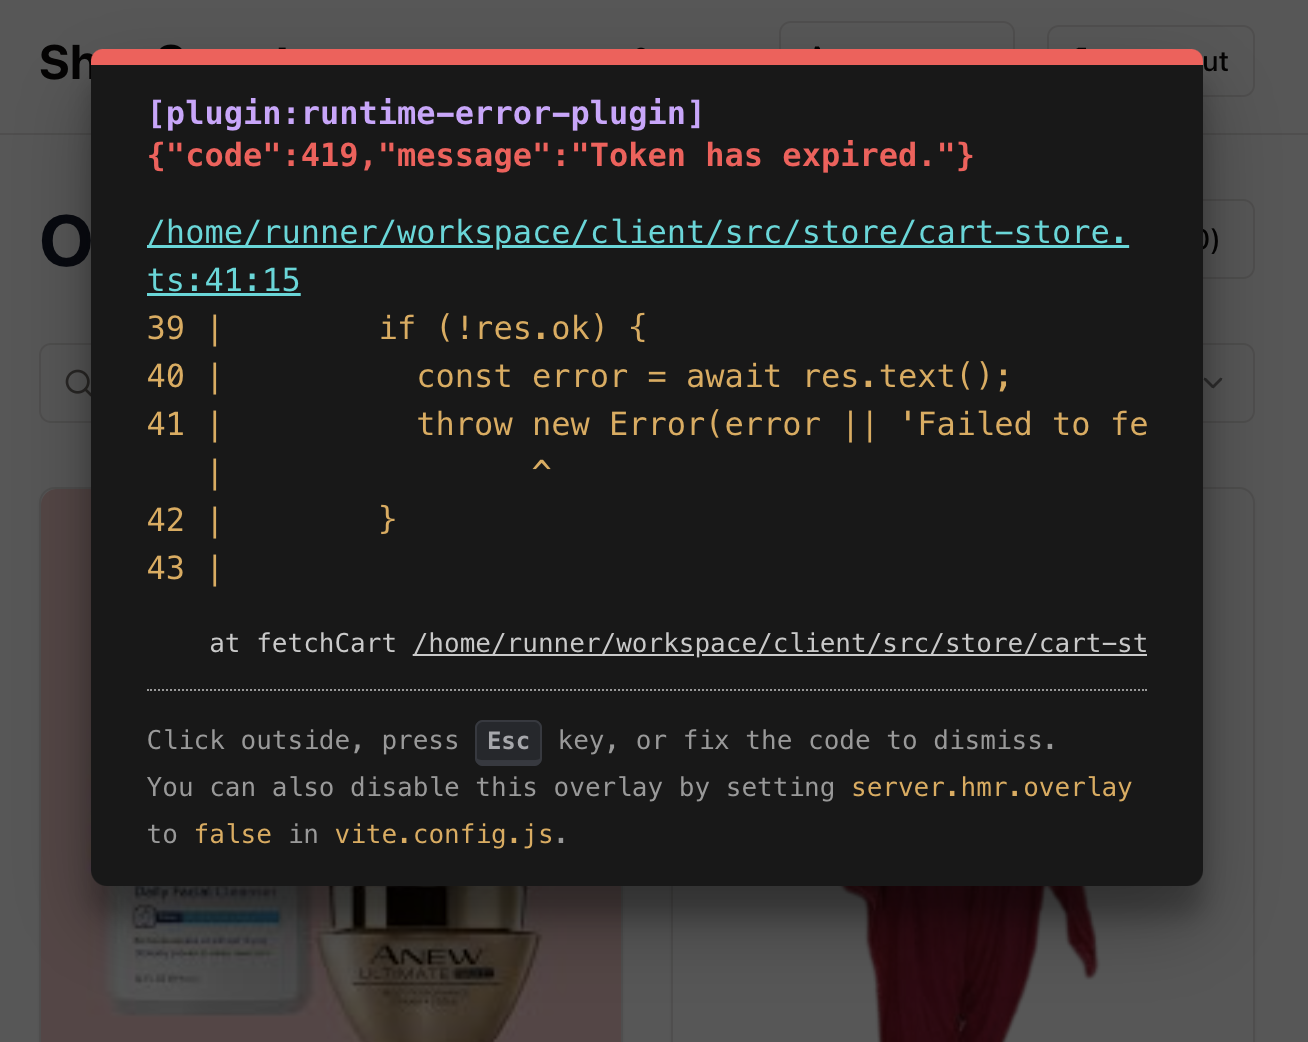 Sh
ut
[plugin:runtime-error-plugin]
{"code":419,"message":"Token has expired."}
/home/runner/workspace/client/src/store/cart-store.
ts:41:15
39 | if (!res.ok) {
40 | const error = await res.text();
41 | throw new Error(error || 'Failed to fe
| ^
42 | }
43 |
at fetchCart /home/runner/workspace/client/src/store/cart-st
Click outside, press Esc key, or fix the code to dismiss.
You can also disable this overlay by setting server.hmr.overlay
to false in vite.config.js.
O
)
Daily Facial Cleanser
ANEW
ULTIMATE